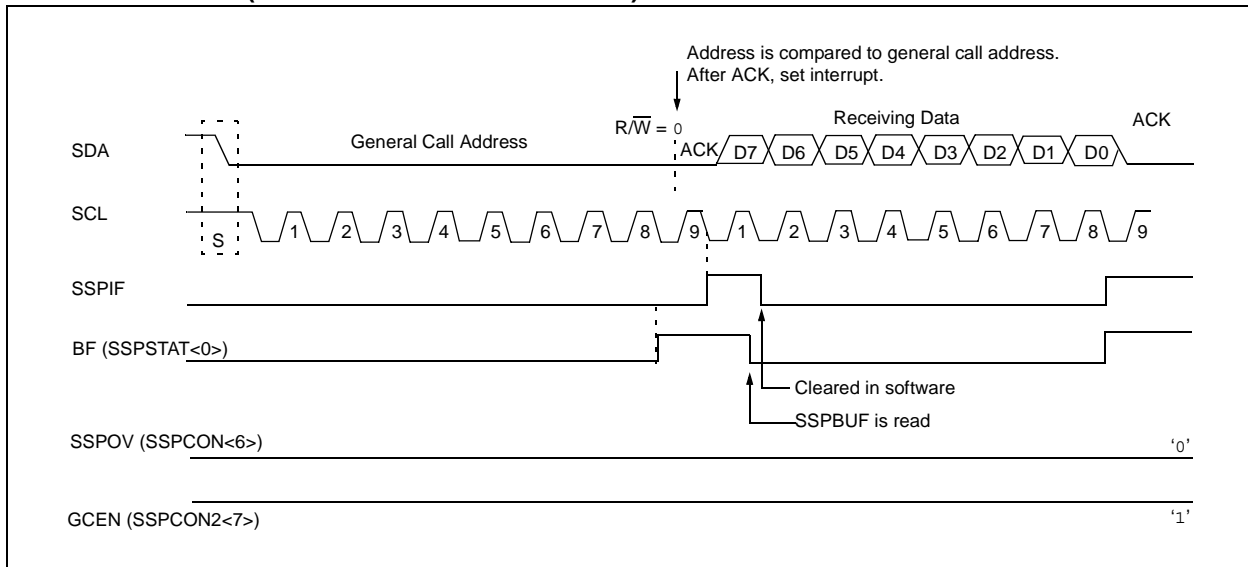 Address is compared to general call address.
After ACK, set interrupt.
R/W = 0
General Call Address
Receiving Data
ACK
SDA
ACK D7 D6 D5 D4 D3 D2 D1 D0
SCL
S
1 2 3 4 5 6 7 8 9 1 2 3 4 5 6 7 8 9
SSPIF
BF (SSPSTAT<0>)
Cleared in software
SSPBUF is read
SSPOV (SSPCON<6>)
‘0’
GCEN (SSPCON2<7>)
‘1’